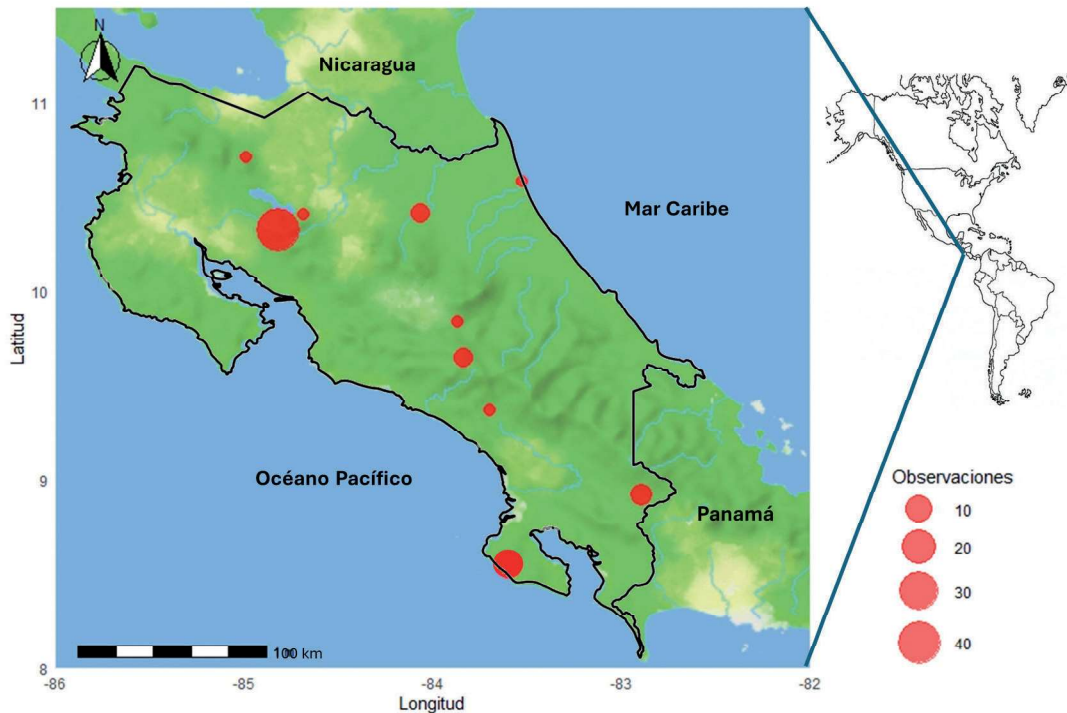 N
Nicaragua
11
Mar Caribe
10
Latitud
Océano Pacífico
9
Panamá
Observaciones
10
20
30
40
100 km
8
-86
-85
-84
-83
-82
Longitud